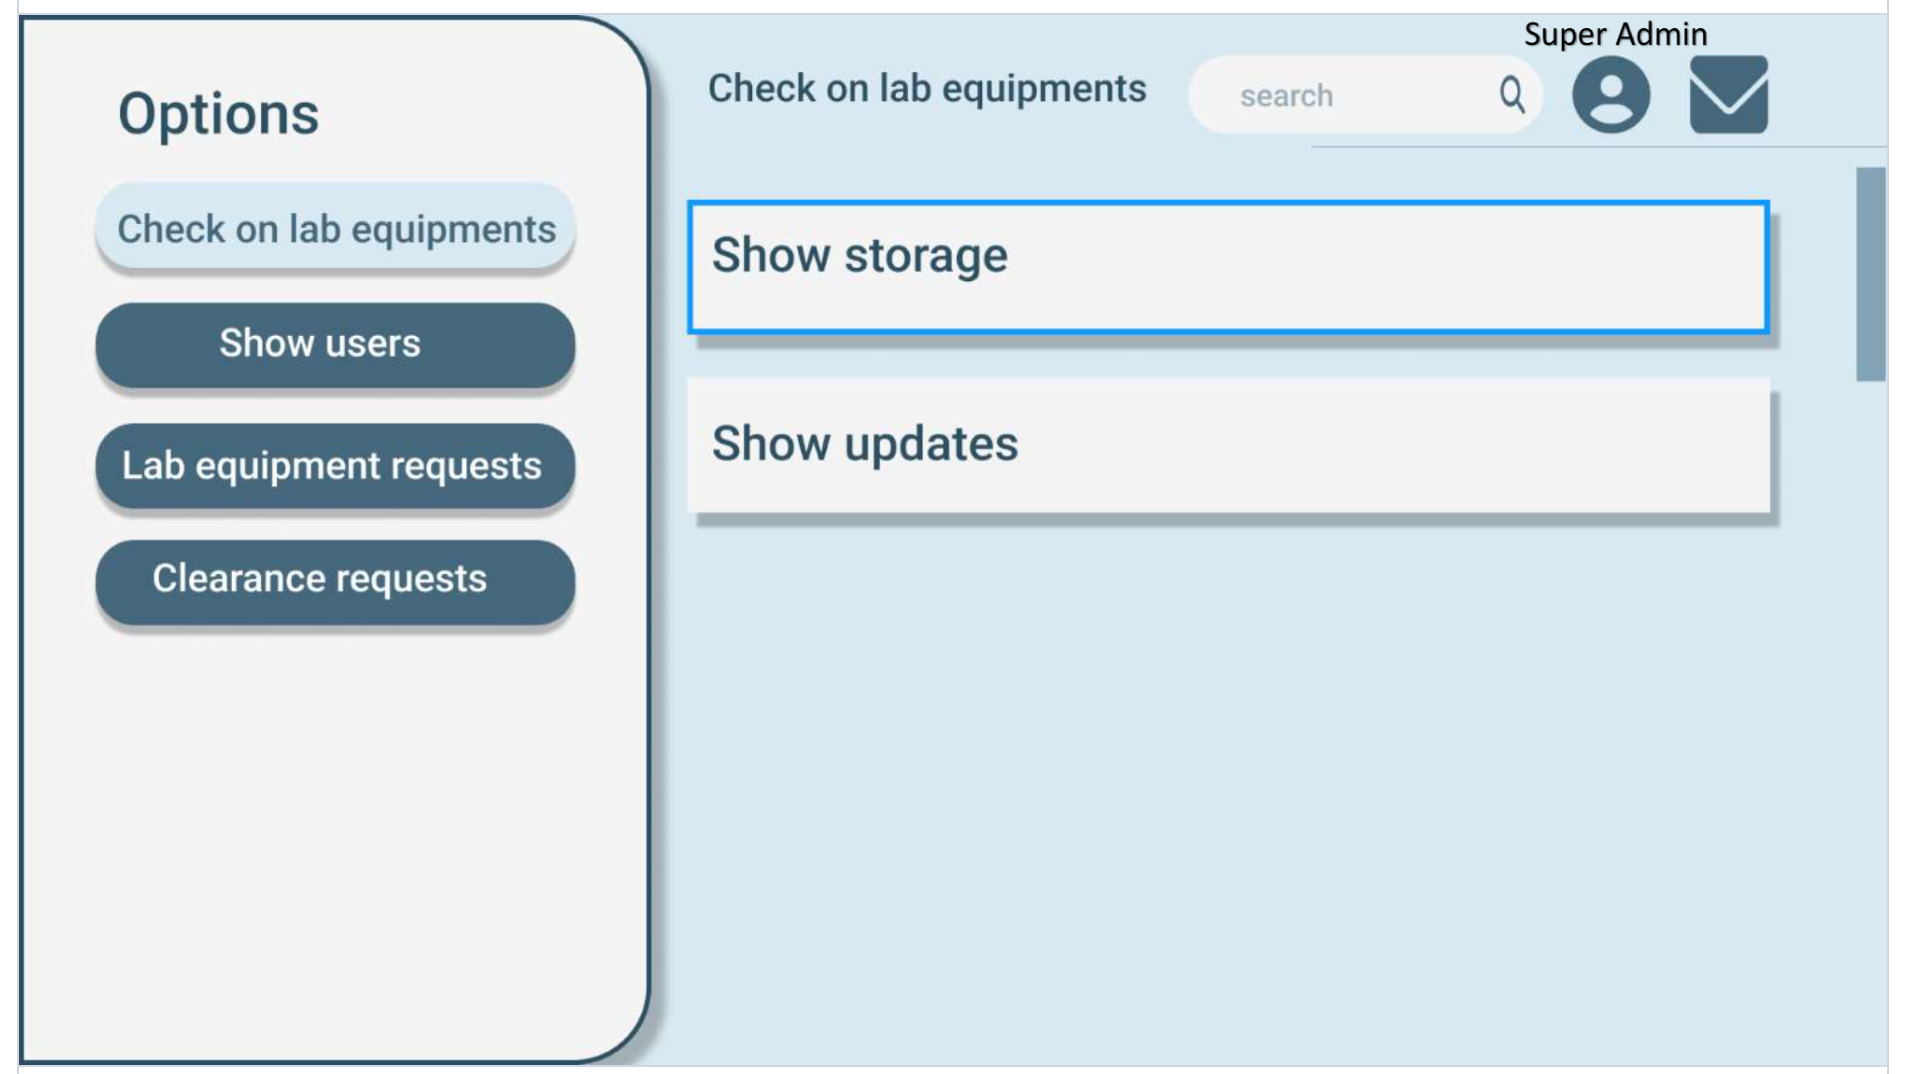 Options
Check on lab equipments
Show users
Lab equipment requests
Clearance requests
Super Admin
Check on lab equipments
search
Show storage
Show updates